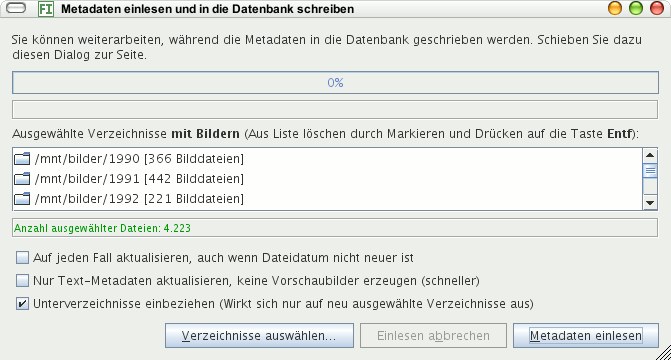 FI Metadaten einlesen und in die Datenbank schreiben
Sie können weiterarbeiten, während die Metadaten in die Datenbank geschrieben werden. Schieben Sie dazu
diesen Dialog zur Seite.
0%
Ausgewählte Verzeichnisse mit Bildern (Aus Liste löschen durch Markieren und Drücken auf die Taste Entf):
/mnt/bilder/1990 [366 Bilddateien]
/mnt/bilder/1991 [442 Bilddateien]
/mnt/bilder/1992 [221 Bilddateien]
Anzahl ausgewählter Dateien: 4.223
Auf jeden Fall aktualisieren, auch wenn Dateidatum nicht neuer ist
Nur Text-Metadaten aktualisieren, keine Vorschaubilder erzeugen (schneller)
Unterverzeichnisse einbeziehen (Wirkt sich nur auf neu ausgewählte Verzeichnisse aus)
Verzeichnisse auswählen... Einlesen abbrechen Metadaten einlesen